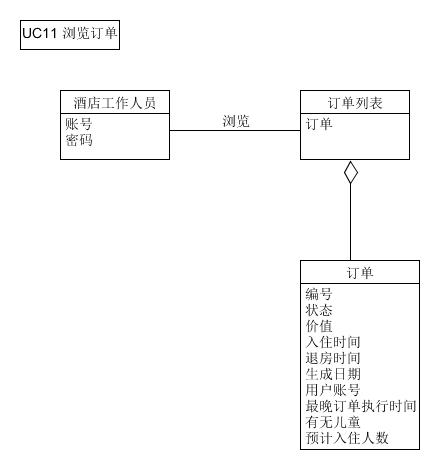 UC11 浏览订单
酒店工作人员
账号
密码
浏览
订单列表
订单
订单
编号
状态
价值
入住时间
退房时间
生成日期
用户账号
最晚订单执行时间
有无儿童
预计入住人数